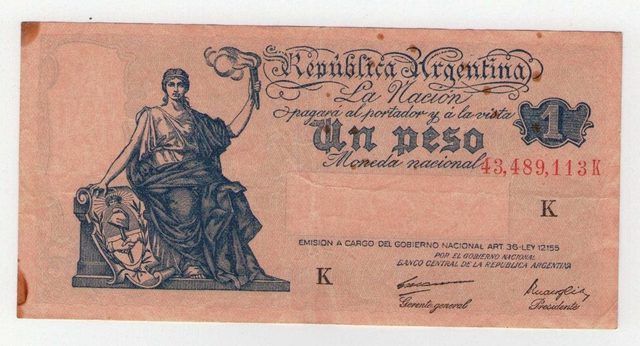 República Argentina
La Nación
pagará al portador y á la vista
Un peso
1
Moneda nacional
43,489,113 K
K
EMISION A CARGO DEL GOBIERNO NACIONAL ART 36-LEY 12155
POR EL GOBIERNO NACIONAL
BANCO CENTRAL DE LA REPUBLICA ARGENTINA
K
Gerente general
Presidente